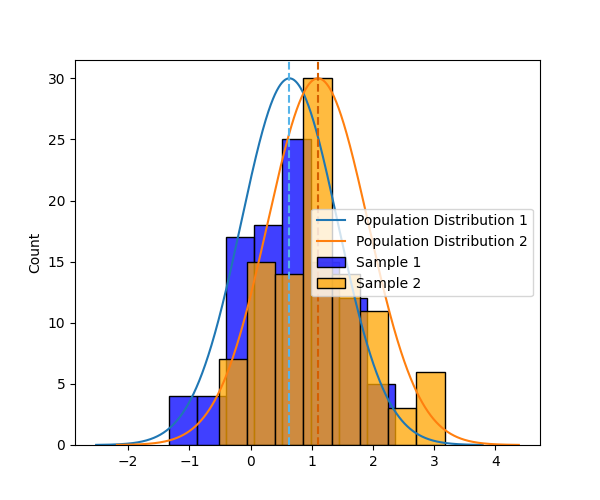 30
25
20
15
10
5
0
Count
Population Distribution 1
Population Distribution 2
Sample 1
Sample 2
−2 −1 0 1 2 3 4